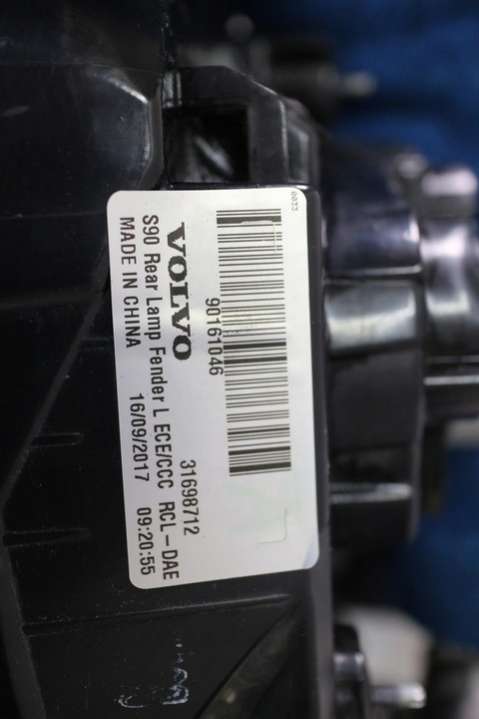 0033
90161046
VOLVO 31698712
S90 Rear Lamp Fender L ECE/CCC RCL-DAE
MADE IN CHINA 16/09/2017 09:20:55